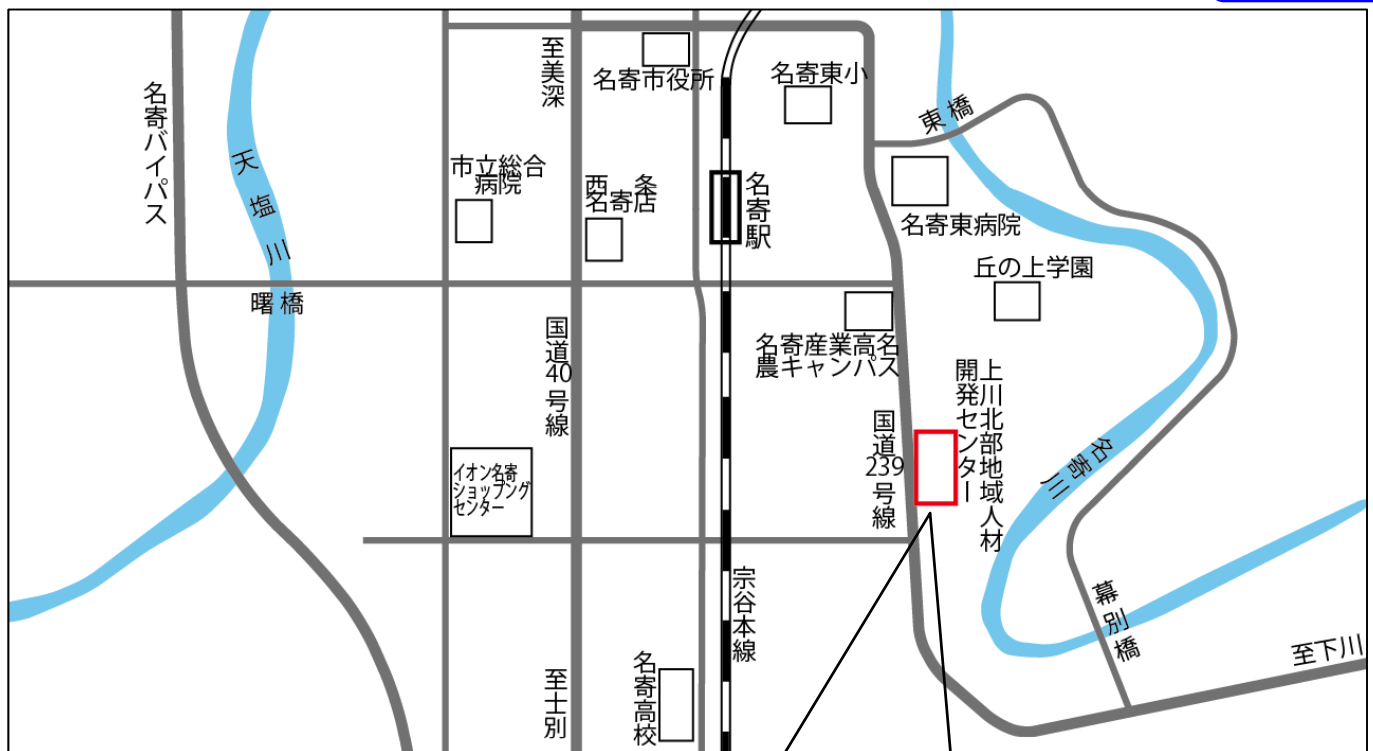 名寄バイパス
天塩川
曙橋
至美深
名寄市役所
名寄東小
東橋
市立総合
病院
西 条
名寄店
名寄駅
名寄東病院
丘の上学園
国道40号線
名寄産業高名
農キャンパス
上川北部地域人材
開発センター
国道239号線
名寄川
イオン名寄
ショップング
センター
宗谷本線
幕別橋
至下川
至士別
名寄高校